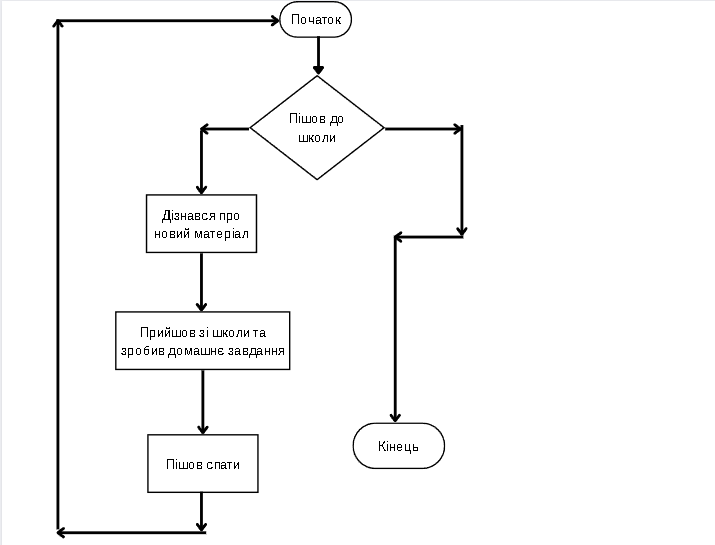 Початок
Пішов до
школи
Дізнався про
новий матеріал
Прийшов зі школи та
зробив домашнє завдання
Пішов спати
Кінець